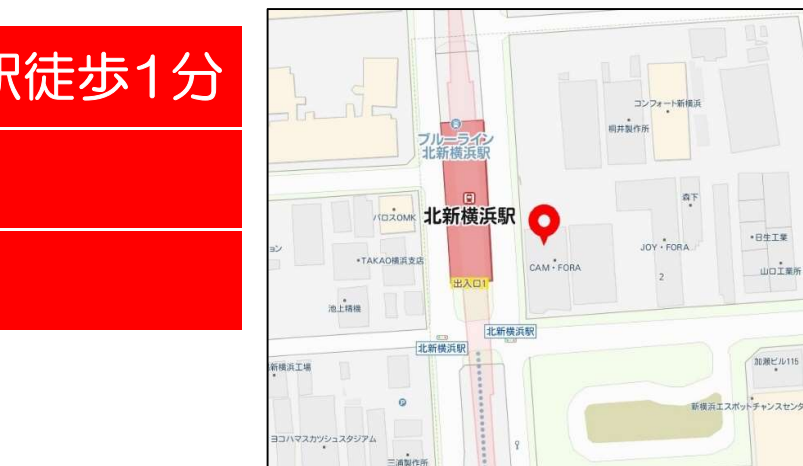 駅徒歩1分
コンフォート新横浜
桐井製作所
ブルーライン
北新横浜駅
森下
バロスOMK
北新横浜駅
日生工業
JOY・FORA
ョン
TAKAO横浜支店
CAM・FORA
山口工業所
2
出入口1
池上精機
北新横浜駅
北新横浜駅
加瀬ビル115
新横浜工場
P
新横浜エスポットチャンスセンタ
ヨコハマスカッシュスタジアム
三浦製作所